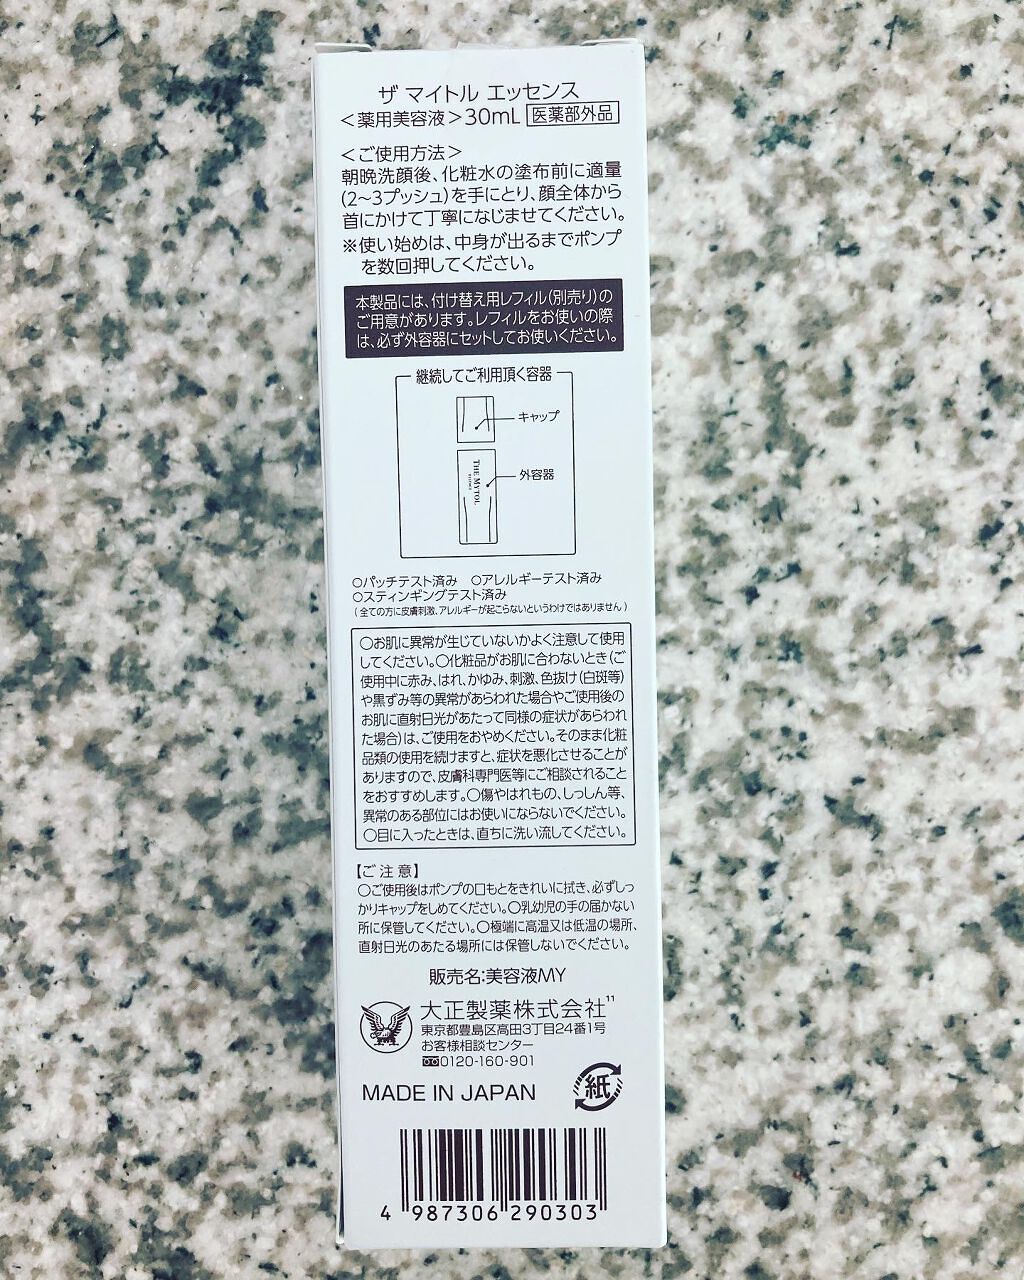 ザ マイトル エッセンス
<薬用美容液>30mL 医薬部外品
<ご使用方法>
朝晩洗顔後、化粧水の塗布前に適量
(2~3プッシュ)を手にとり、顔全体から
首にかけて丁寧になじませてください。
※使い始めは、中身が出るまでポンプ
を数回押してください。
本製品には、付け替え用レフィル(別売り)の
ご用意があります。レフィルをお使いの際
は、必ず外容器にセットしてお使いください。
継続してご利用頂く容器
キャップ
THE MYTOL
外容器
○パッチテスト済み ○アレルギーテスト済み
○スティンギングテスト済み
(全ての方に皮膚刺激、アレルギーが起こらないというわけではありません)
○お肌に異常が生じていないかよく注意して使用
してください。○化粧品がお肌に合わないとき(ご
使用中に赤み、はれ、かゆみ、刺激、色抜け(白斑等)
や黒ずみ等の異常があらわれた場合やご使用後の
お肌に直射日光があたって同様の症状があらわれ
た場合)は、ご使用をおやめください。そのまま化粧
品類の使用を続けますと、症状を悪化させることが
ありますので、皮膚科専門医等にご相談されること
をおすすめします。○傷やはれもの、しっしん等、
異常のある部位にはお使いにならないでください。
○目に入ったときは、直ちに洗い流してください。
【ご注意】
○ご使用後はポンプの口もとをきれいに拭き、必ずしっ
かりキャップをしめてください。○乳幼児の手の届かない
所に保管してください。○極端に高温又は低温の場所、
直射日光のあたる場所には保管しないでください。
販売名:美容液MY
大正製薬株式会社11
東京都豊島区高田3丁目24番1号
お客様相談センター
0120-160-901
MADE IN JAPAN 紙
4 987306 290303